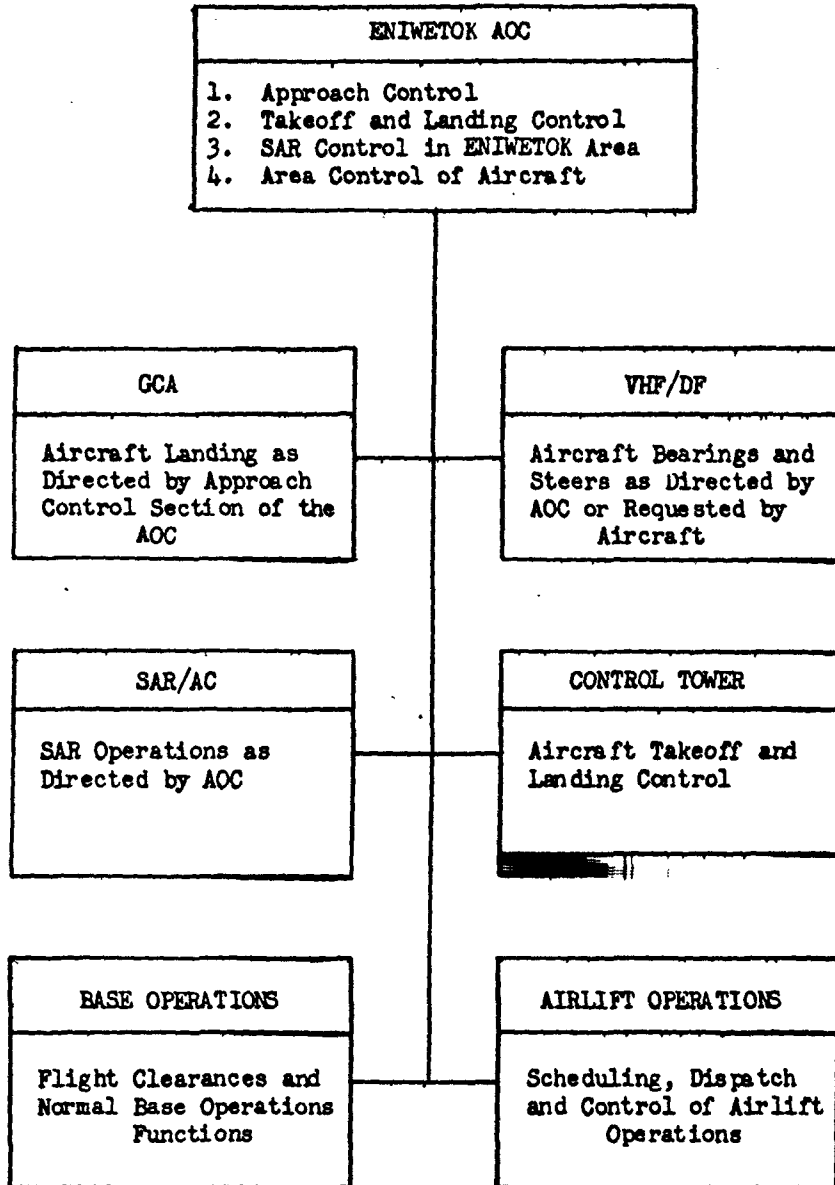 ENIWETOK AOC
1. Approach Control
2. Takeoff and Landing Control
3. SAR Control in ENIWETOK Area
4. Area Control of Aircraft
GCA
Aircraft Landing as
Directed by Approach
Control Section of the
AOC
VHF/DF
Aircraft Bearings and
Steers as Directed by
AOC or Requested by
Aircraft
SAR/AC
SAR Operations as
Directed by AOC
CONTROL TOWER
Aircraft Takeoff and
Landing Control
BASE OPERATIONS
Flight Clearances and
Normal Base Operations
Functions
AIRLIFT OPERATIONS
Scheduling, Dispatch
and Control of Airlift
Operations